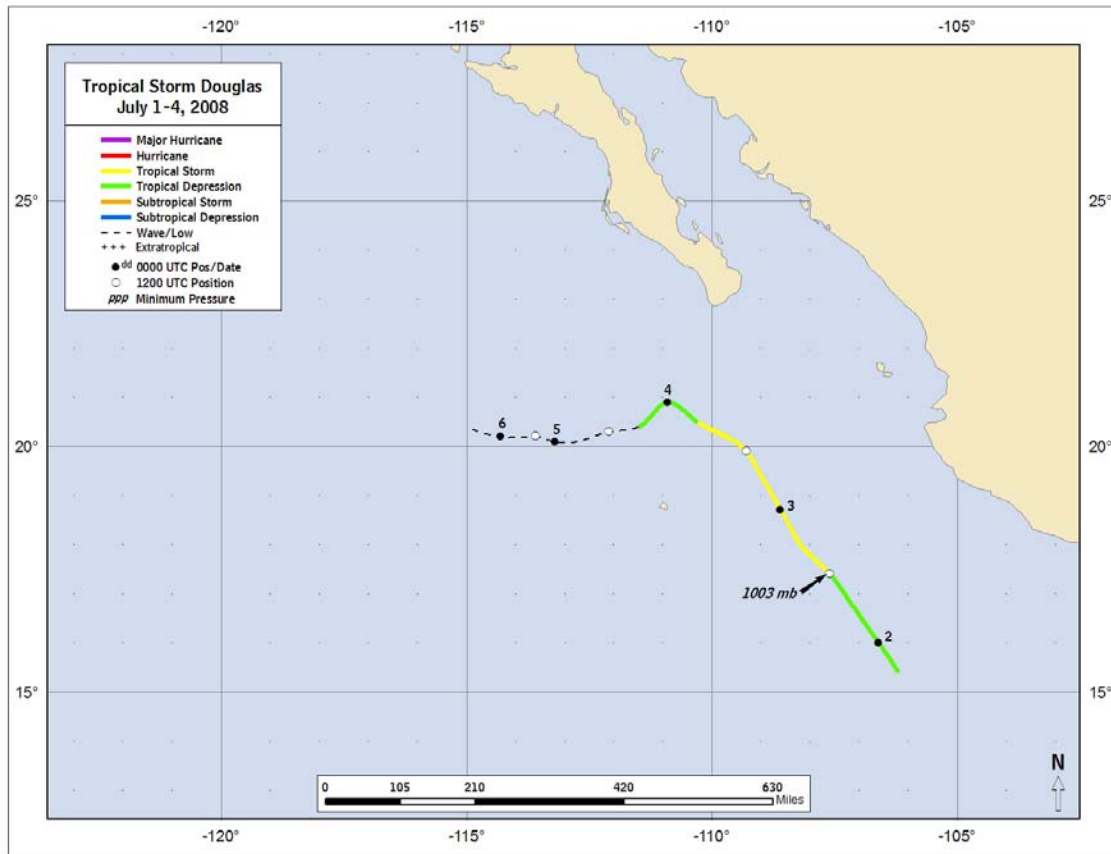 -120° -115° -110° -105°
Tropical Storm Douglas
July 1-4, 2008
Major Hurricane
Hurricane
Tropical Storm
Tropical Depression
Subtropical Storm
Subtropical Depression
Wave/Low
+++ Extratropical
dd 0000 UTC Pos/Date
1200 UTC Position
ppp Minimum Pressure
25° 25°
4
6 5
20° 20°
3
1003 mb
2
15° 15°
N
0 105 210 420 630
Miles
-120° -115° -110° -105°